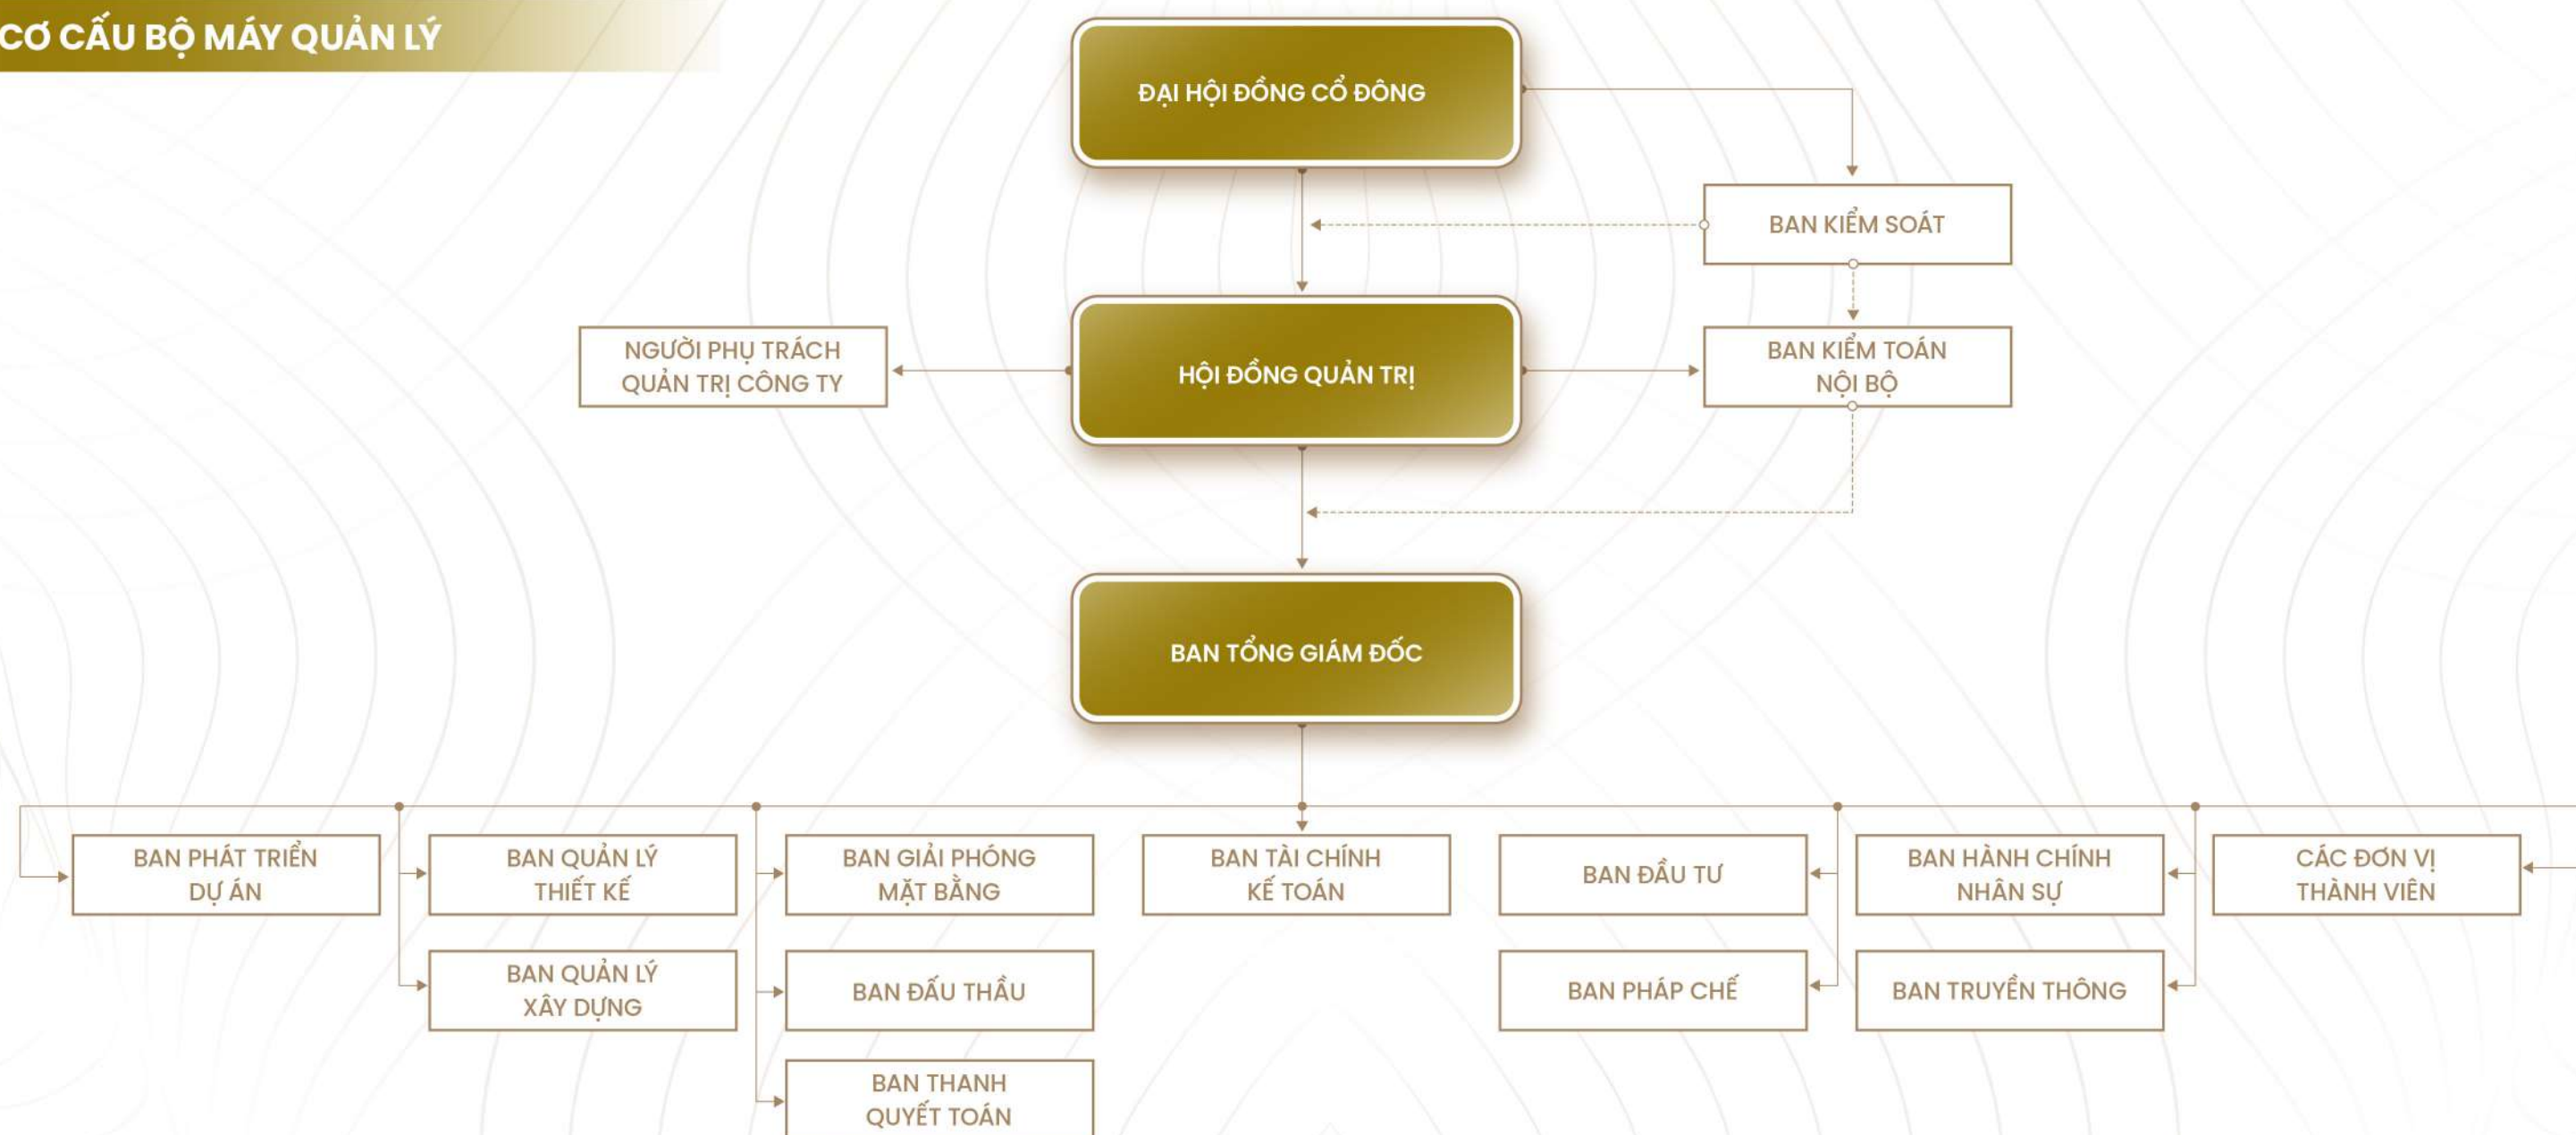 CƠ CẤU BỘ MÁY QUẢN LÝ
ĐẠI HỘI ĐỒNG CỔ ĐÔNG
BAN KIỂM SOÁT
NGƯỜI PHỤ TRÁCH
QUẢN TRỊ CÔNG TY
HỘI ĐỒNG QUẢN TRỊ
BAN KIỂM TOÁN
NỘI BỘ
BAN TỔNG GIÁM ĐỐC
BAN PHÁT TRIỂN
DỰ ÁN
BAN QUẢN LÝ
THIẾT KẾ
BAN GIẢI PHÓNG
MẶT BẰNG
BAN TÀI CHÍNH
KẾ TOÁN
BAN ĐẦU TƯ
BAN HÀNH CHÍNH
NHÂN SỰ
CÁC ĐƠN VỊ
THÀNH VIÊN
BAN QUẢN LÝ
XÂY DỰNG
BAN ĐẤU THẦU
BAN PHÁP CHẾ
BAN TRUYỀN THÔNG
BAN THANH
QUYẾT TOÁN